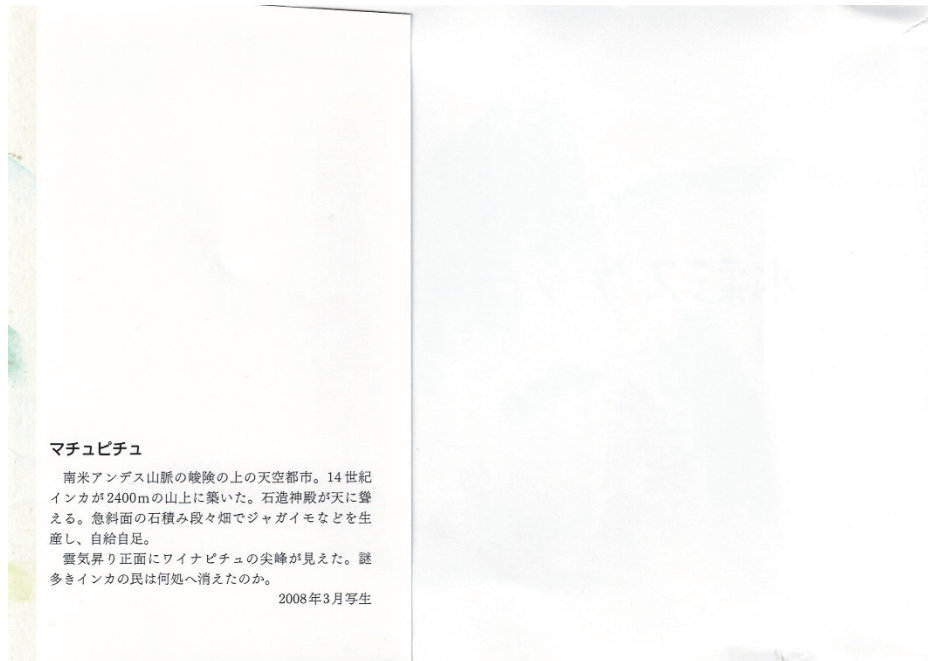 マチュピチュ
南米アンデス山脈の峻険の上の天空都市。14世紀
インカが2400mの山上に築いた。石造神殿が天に聳
える。急斜面の石積み段々畑でジャガイモなどを生
産し、自給自足。
雲気昇り正面にワイナピチュの尖峰が見えた。謎
多きインカの民は何処へ消えたのか。
2008年3月写生